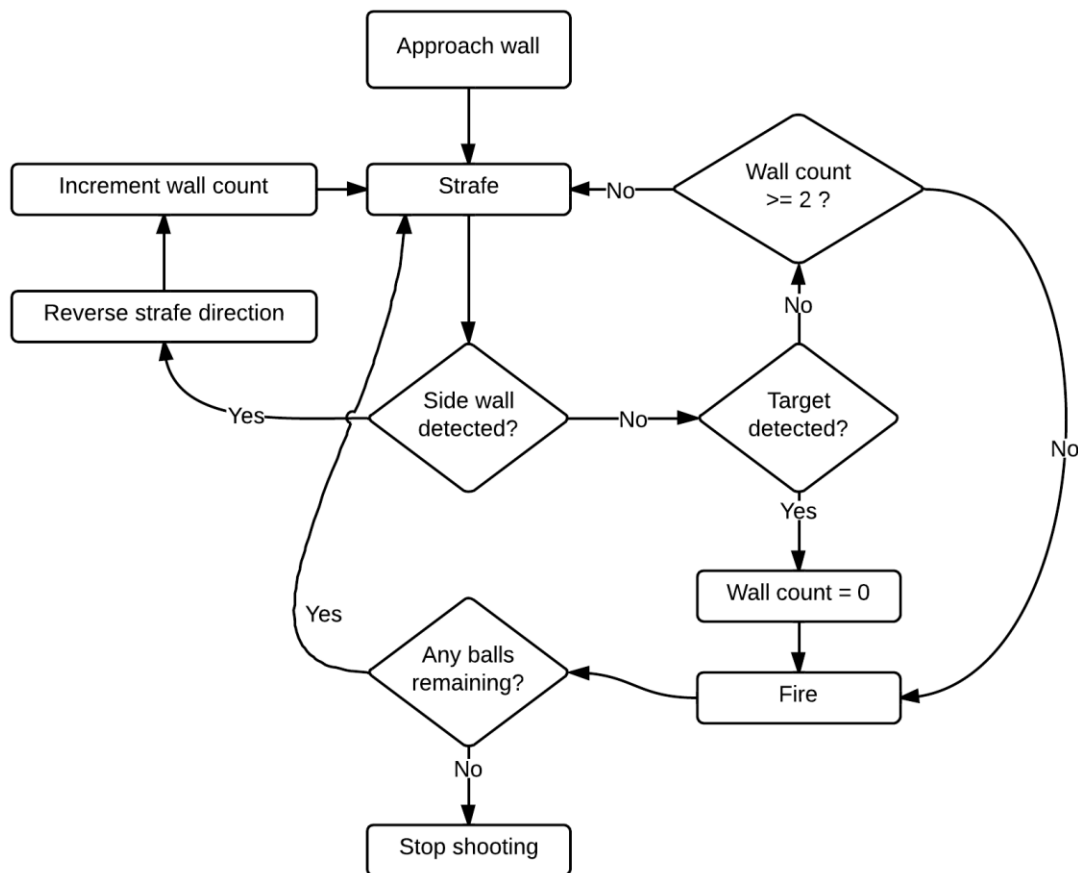 Approach wall
Increment wall count
Strafe
No
Wall count
>= 2 ?
Reverse strafe direction
No
Yes
Side wall
detected?
No
Target
detected?
No
Yes
Wall count = 0
Yes
Any balls
remaining?
Fire
No
Stop shooting